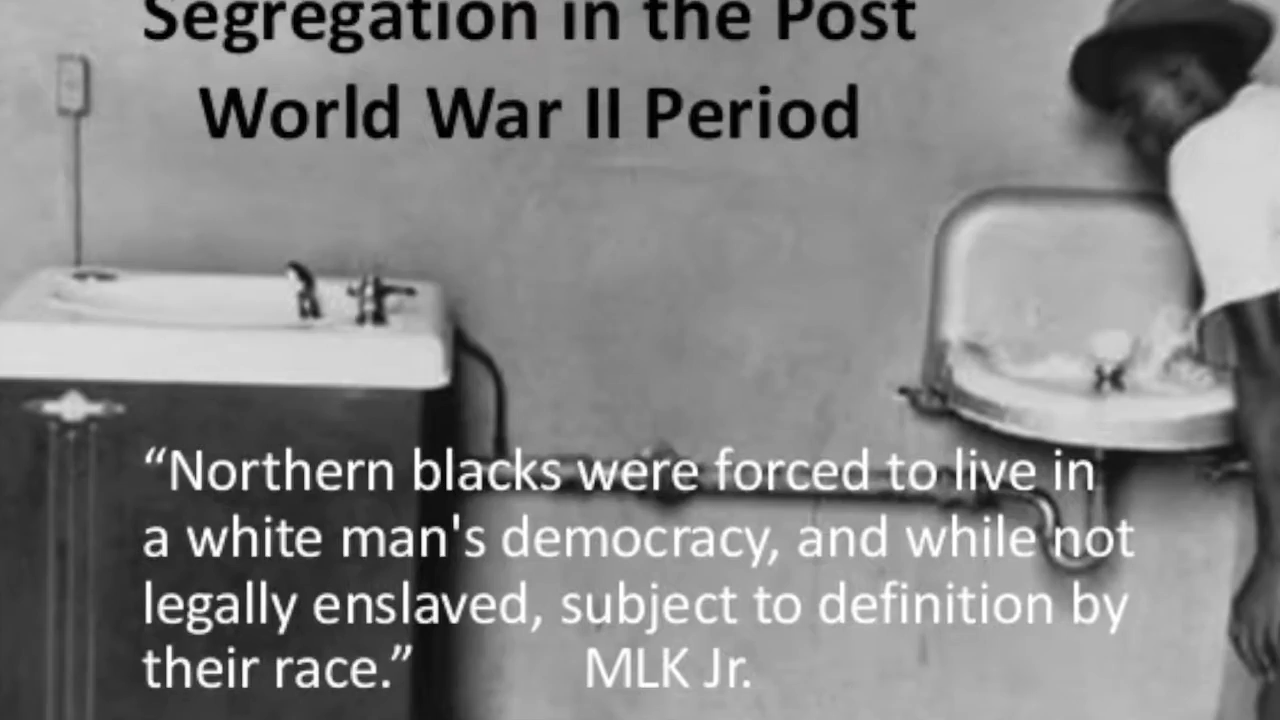 Segregation in the Post
World War II Period
“Northern blacks were forced to live in
a white man's democracy, and while not
legally enslaved, subject to definition by
their race.” MLK Jr.